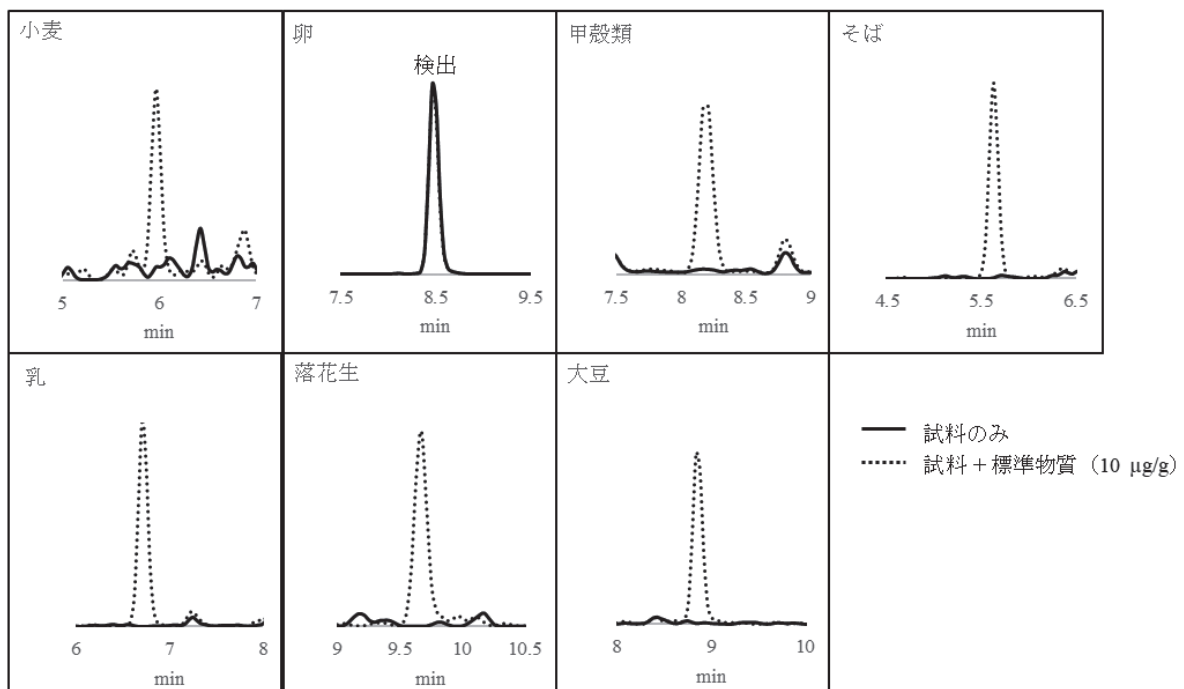 小麦
5 6 7
min
卵
検出
7.5 8.5 9.5
min
甲殻類
7.5 8 8.5 9
min
そば
4.5 5.5 6.5
min
乳
6 7 8
min
落花生
9 9.5 10 10.5
min
大豆
8 9 10
min
試料のみ
試料+標準物質 (10 μg/g)